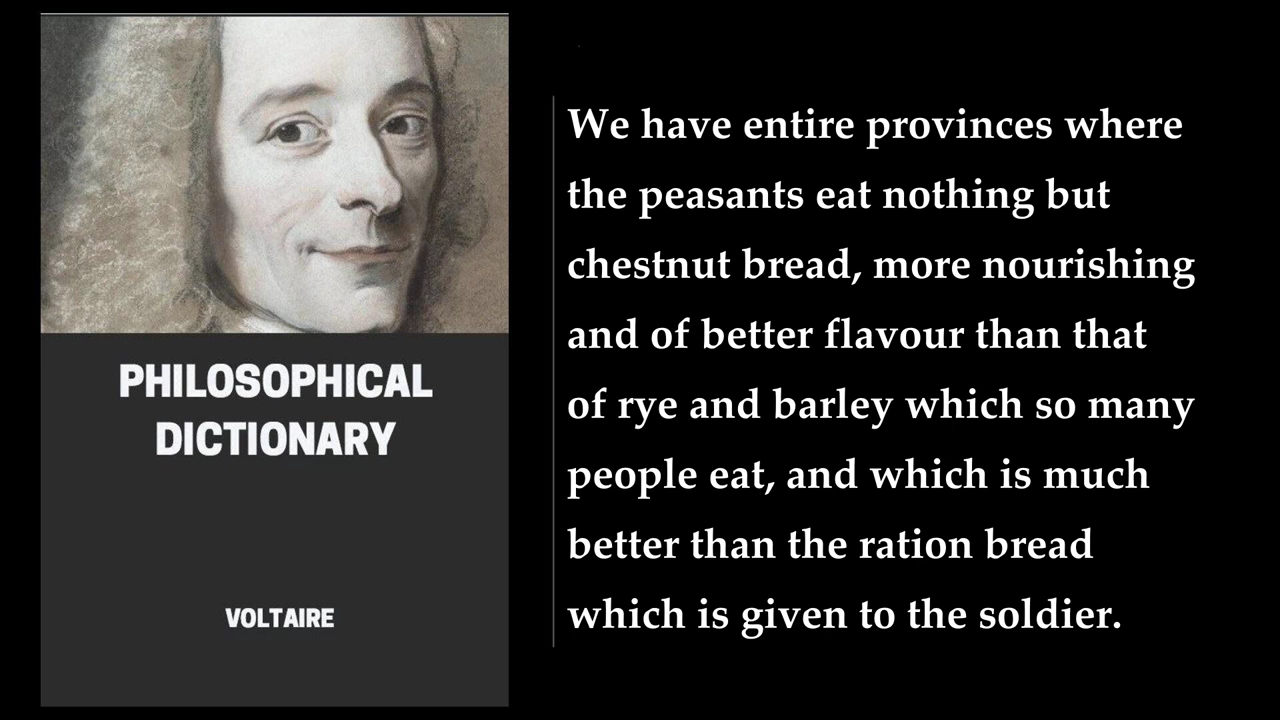 PHILOSOPHICAL
DICTIONARY
VOLTAIRE
We have entire provinces where
the peasants eat nothing but
chestnut bread, more nourishing
and of better flavour than that
of rye and barley which so many
people eat, and which is much
better than the ration bread
which is given to the soldier.